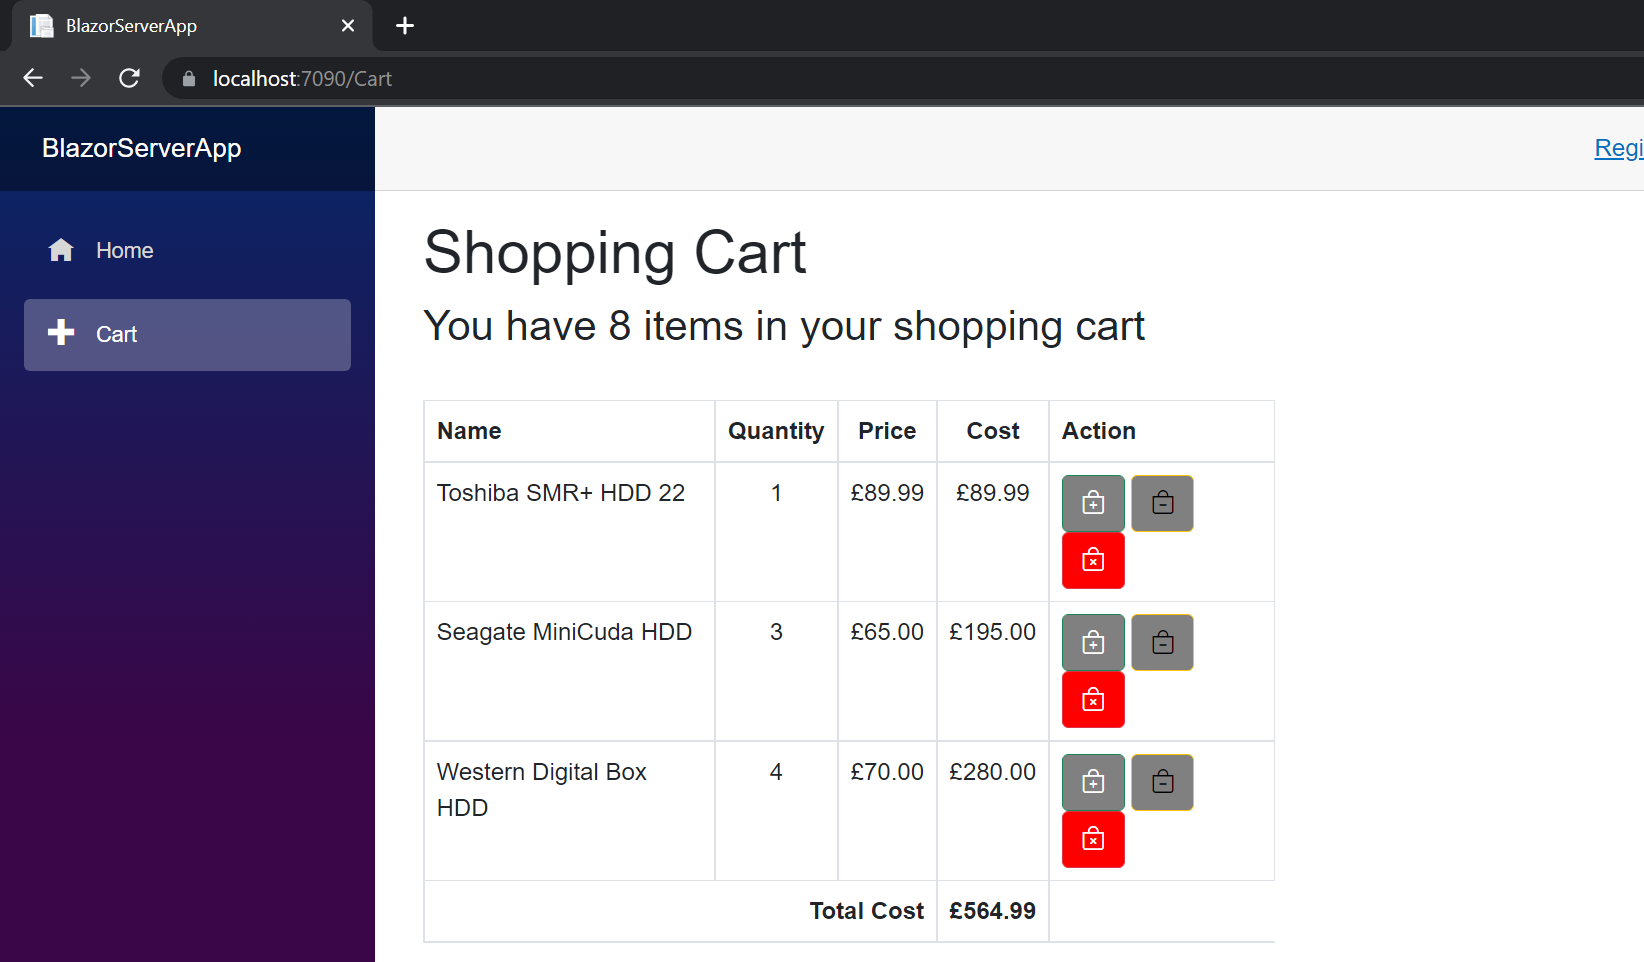 BlazorServerApp
localhost:7090/Cart
BlazorServerApp
Regi
Home
Cart
Shopping Cart
You have 8 items in your shopping cart
Name Quantity Price Cost Action
Toshiba SMR+ HDD 22 1 £89.99 £89.99
Seagate MiniCuda HDD 3 £65.00 £195.00
Western Digital Box 4 £70.00 £280.00
HDD
Total Cost £564.99